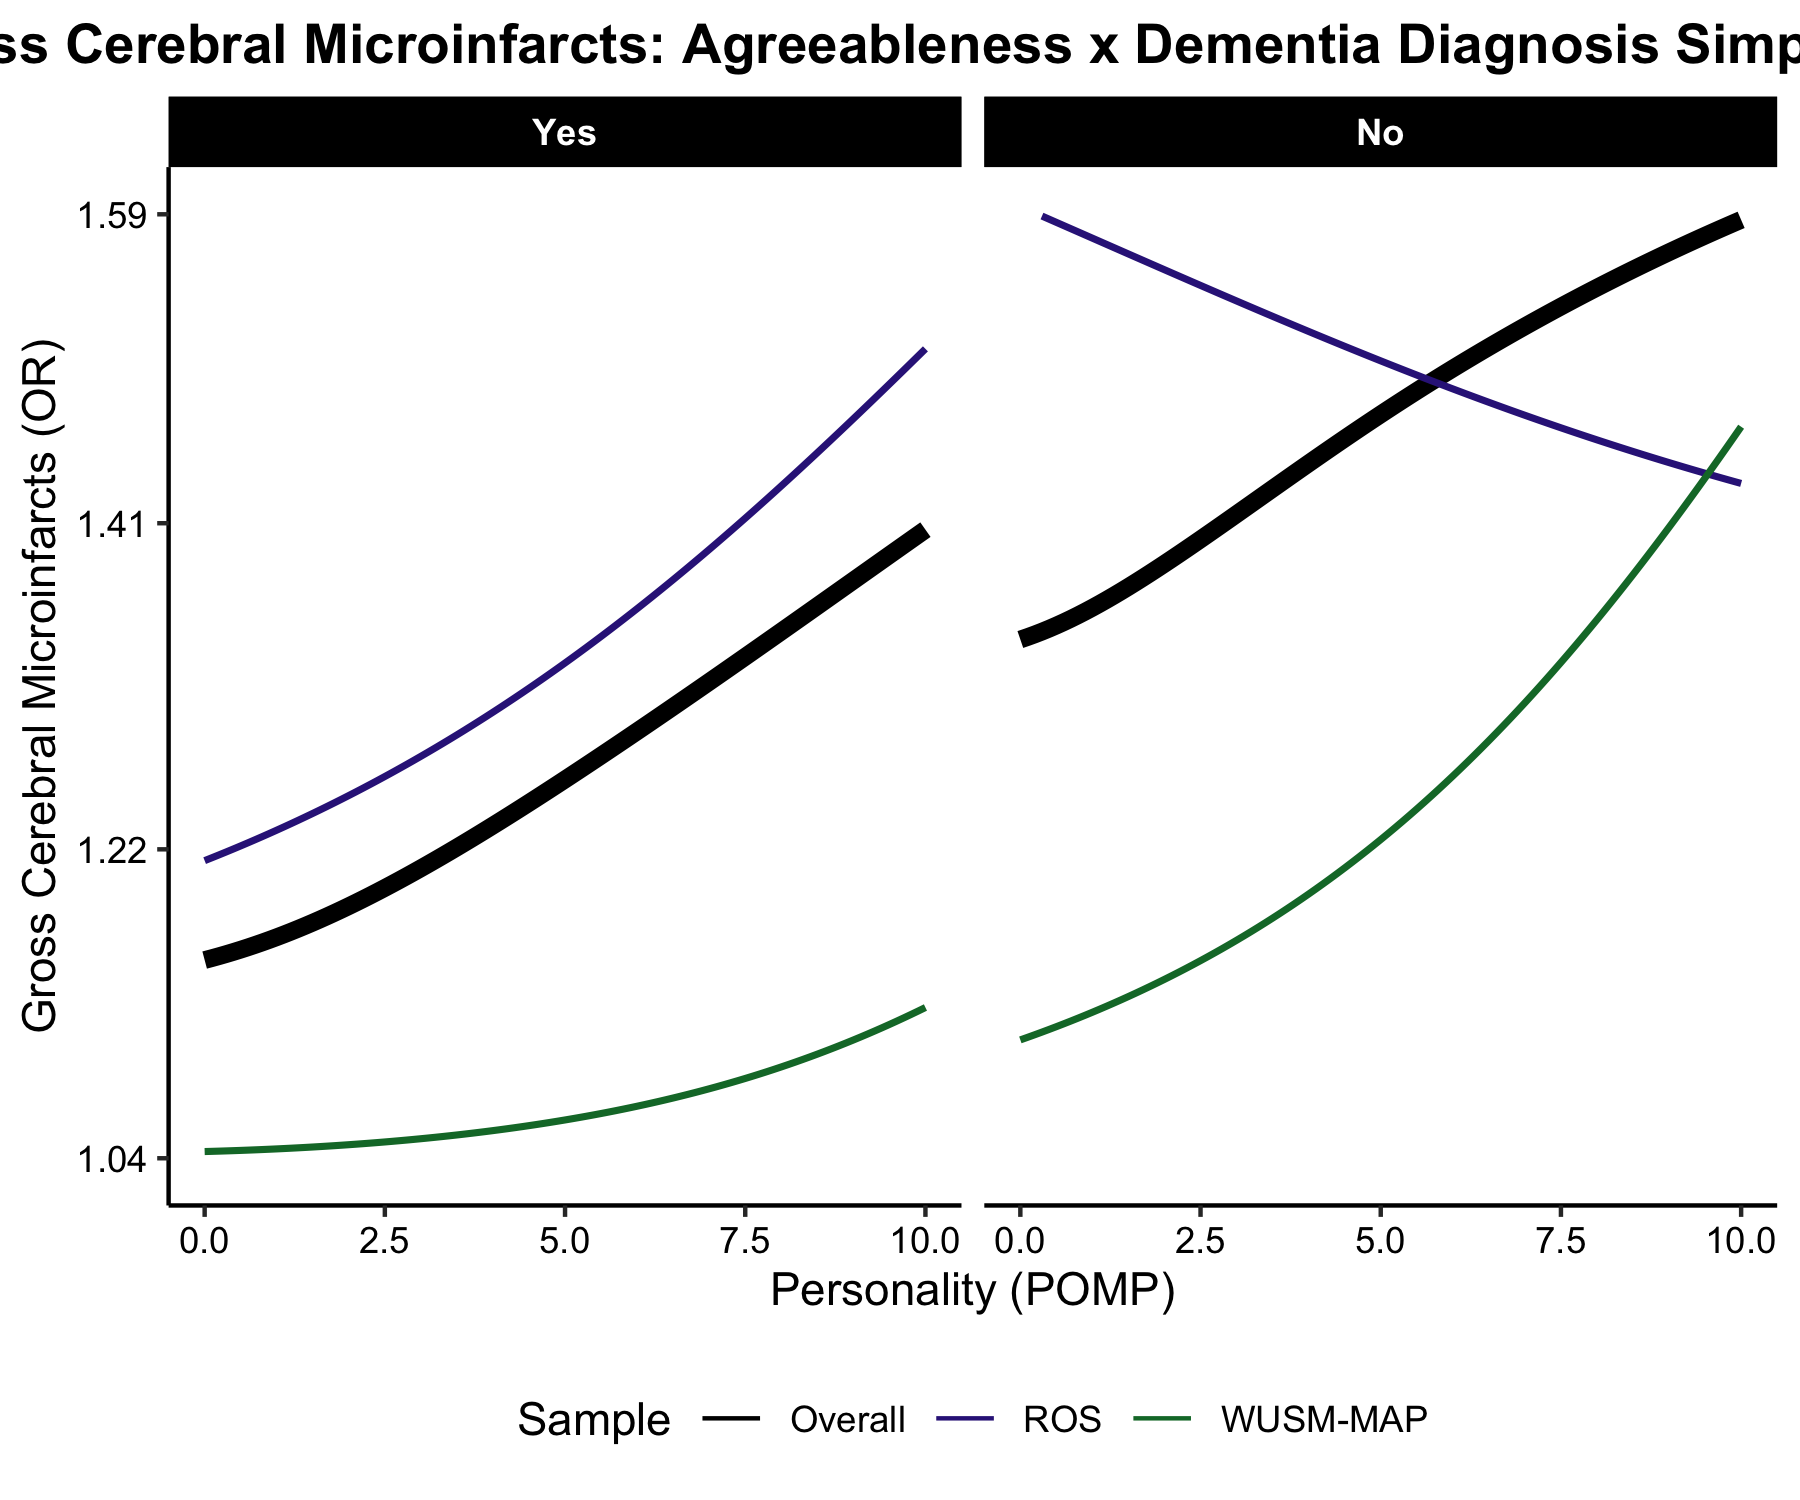 ss Cerebral Microinfarcts: Agreeableness x Dementia Diagnosis Simp
Yes No
1.59
1.41
1.22
1.04
Gross Cerebral Microinfarcts (OR)
0.0 2.5 5.0 7.5 10.0 0.0 2.5 5.0 7.5 10.0
Personality (POMP)
Sample Overall ROS WUSM-MAP